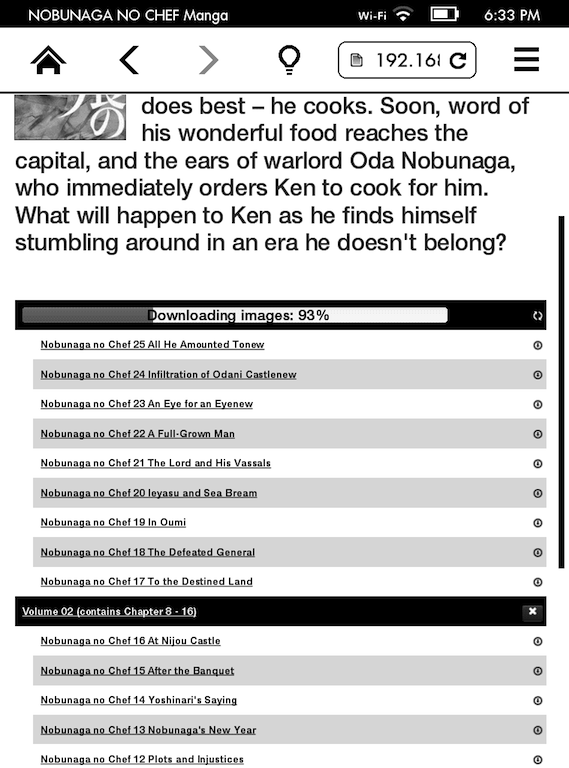 NOBUNAGA NO CHEF Manga
Wi-Fi
6:33 PM
192.168
does best – he cooks. Soon, word of
his wonderful food reaches the
capital, and the ears of warlord Oda Nobunaga,
who immediately orders Ken to cook for him.
What will happen to Ken as he finds himself
stumbling around in an era he doesn't belong?
Downloading images: 93%
Nobunaga no Chef 25 All He Amounted Tonew
Nobunaga no Chef 24 Infiltration of Odani Castlenew
Nobunaga no Chef 23 An Eye for an Eyenew
Nobunaga no Chef 22 A Full-Grown Man
Nobunaga no Chef 21 The Lord and His Vassals
Nobunaga no Chef 20 Ieyasu and Sea Bream
Nobunaga no Chef 19 In Oumi
Nobunaga no Chef 18 The Defeated General
Nobunaga no Chef 17 To the Destined Land
Volume 02 (contains Chapter 8 - 16)
Nobunaga no Chef 16 At Nijou Castle
Nobunaga no Chef 15 After the Banquet
Nobunaga no Chef 14 Yoshinari's Saying
Nobunaga no Chef 13 Nobunaga's New Year
Nobunaga no Chef 12 Plots and Injustices